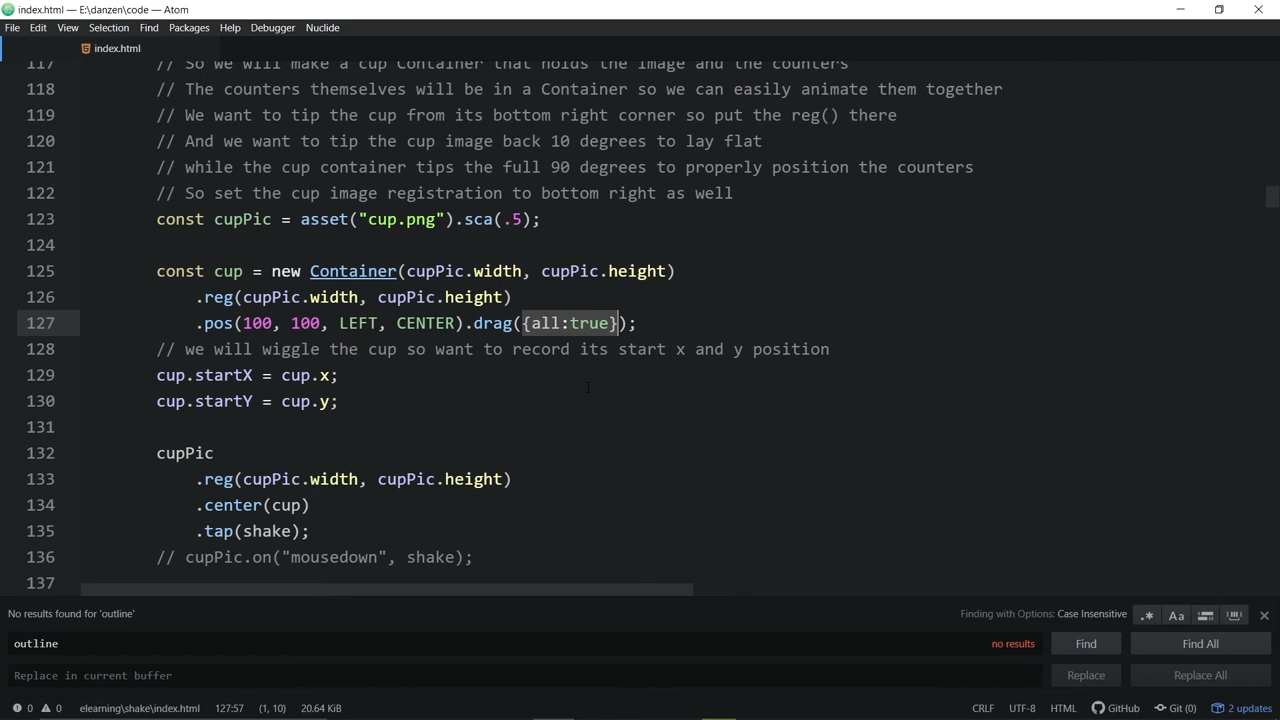 index.html — E:\danzen\code — Atom
File Edit View Selection Find Packages Help Debugger Nuclide
index.html
117 // So we will make a cup Container that holds the image and the counters
118 // The counters themselves will be in a Container so we can easily animate them together
119 // We want to tip the cup from its bottom right corner so put the reg() there
120 // And we want to tip the cup image back 10 degrees to lay flat
121 // while the cup container tips the full 90 degrees to properly position the counters
122 // So set the cup image registration to bottom right as well
123 const cupPic = asset("cup.png").sca(.5);
124
125 const cup = new Container(cupPic.width, cupPic.height)
126 .reg(cupPic.width, cupPic.height)
127 .pos(100, 100, LEFT, CENTER).drag({all:true});
128 // we will wiggle the cup so want to record its start x and y position
129 cup.startX = cup.x;
130 cup.startY = cup.y;
131
132 cupPic
133 .reg(cupPic.width, cupPic.height)
134 .center(cup)
135 .tap(shake);
136 // cupPic.on("mousedown", shake);
137
No results found for 'outline'
Finding with Options: Case Insensitive
.* Aa
outline no results Find Find All
Replace in current buffer Replace Replace All
0 0 elearning\shake\index.html 127:57 (1, 10) 20.64 KiB CRLF UTF-8 HTML GitHub Git (0) 2 updates